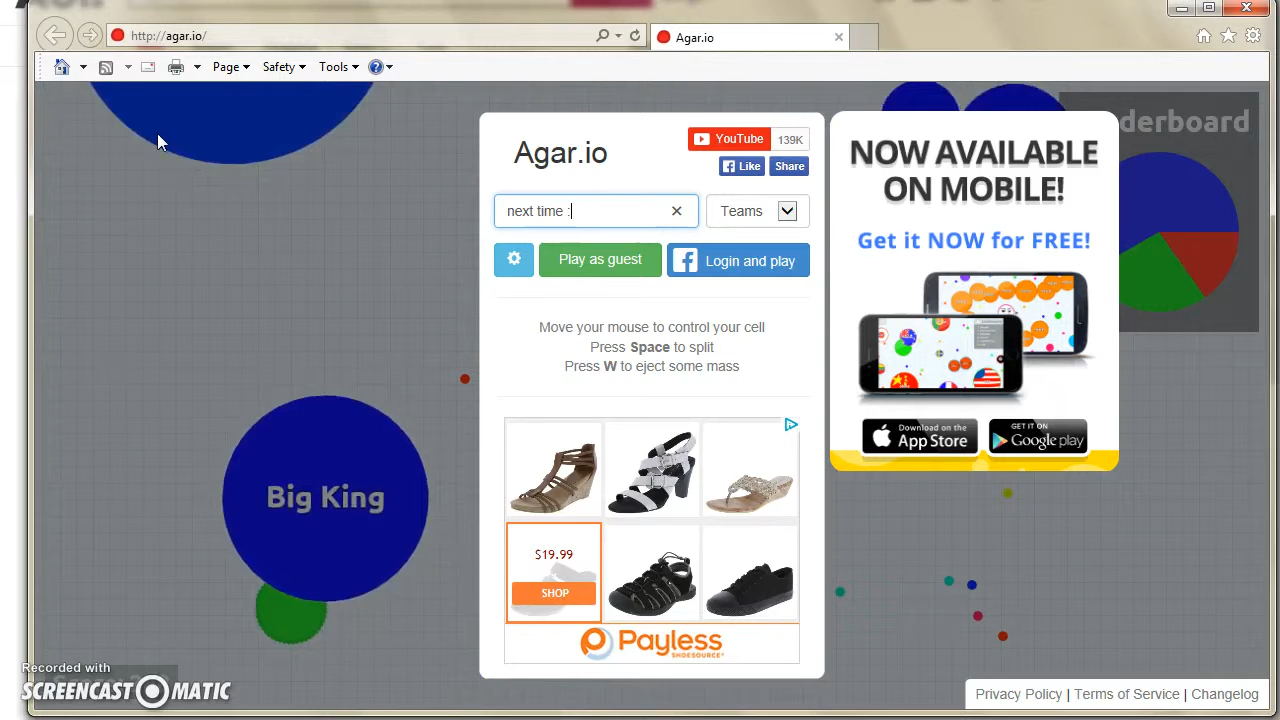 http://agar.io/
Agar.io
Page
Safety
Tools
Agar.io
YouTube 139K
Like Share
next time :
Teams
Play as guest
Login and play
Move your mouse to control your cell
Press Space to split
Press W to eject some mass
$19.99
SHOP
Payless
SHOESOURCE
NOW AVAILABLE
ON MOBILE!
Get it NOW for FREE!
Download on the
App Store
GET IT ON
Google play
derboard
Big King
Recorded with
SCREENCAST MATIC
Privacy Policy | Terms of Service | Changelog